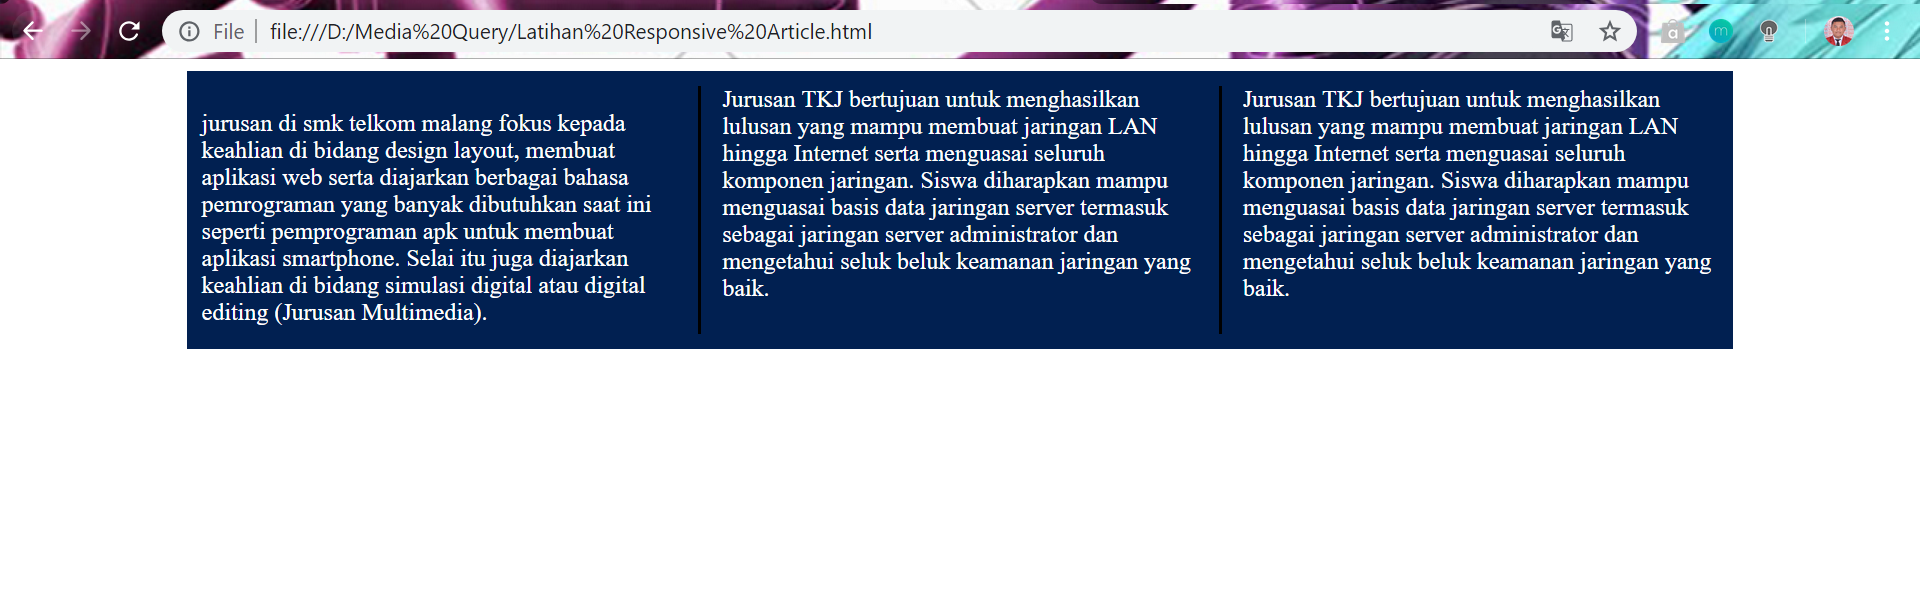 File file:///D:/Media%20Query/Latihan%20Responsive%20Article.html
jurusan di smk telkom malang fokus kepada
keahlian di bidang design layout, membuat
aplikasi web serta diajarkan berbagai bahasa
pemrograman yang banyak dibutuhkan saat ini
seperti pemprograman apk untuk membuat
aplikasi smartphone. Selai itu juga diajarkan
keahlian di bidang simulasi digital atau digital
editing (Jurusan Multimedia).
Jurusan TKJ bertujuan untuk menghasilkan
lulusan yang mampu membuat jaringan LAN
hingga Internet serta menguasai seluruh
komponen jaringan. Siswa diharapkan mampu
menguasai basis data jaringan server termasuk
sebagai jaringan server administrator dan
mengetahui seluk beluk keamanan jaringan yang
baik.
Jurusan TKJ bertujuan untuk menghasilkan
lulusan yang mampu membuat jaringan LAN
hingga Internet serta menguasai seluruh
komponen jaringan. Siswa diharapkan mampu
menguasai basis data jaringan server termasuk
sebagai jaringan server administrator dan
mengetahui seluk beluk keamanan jaringan yang
baik.